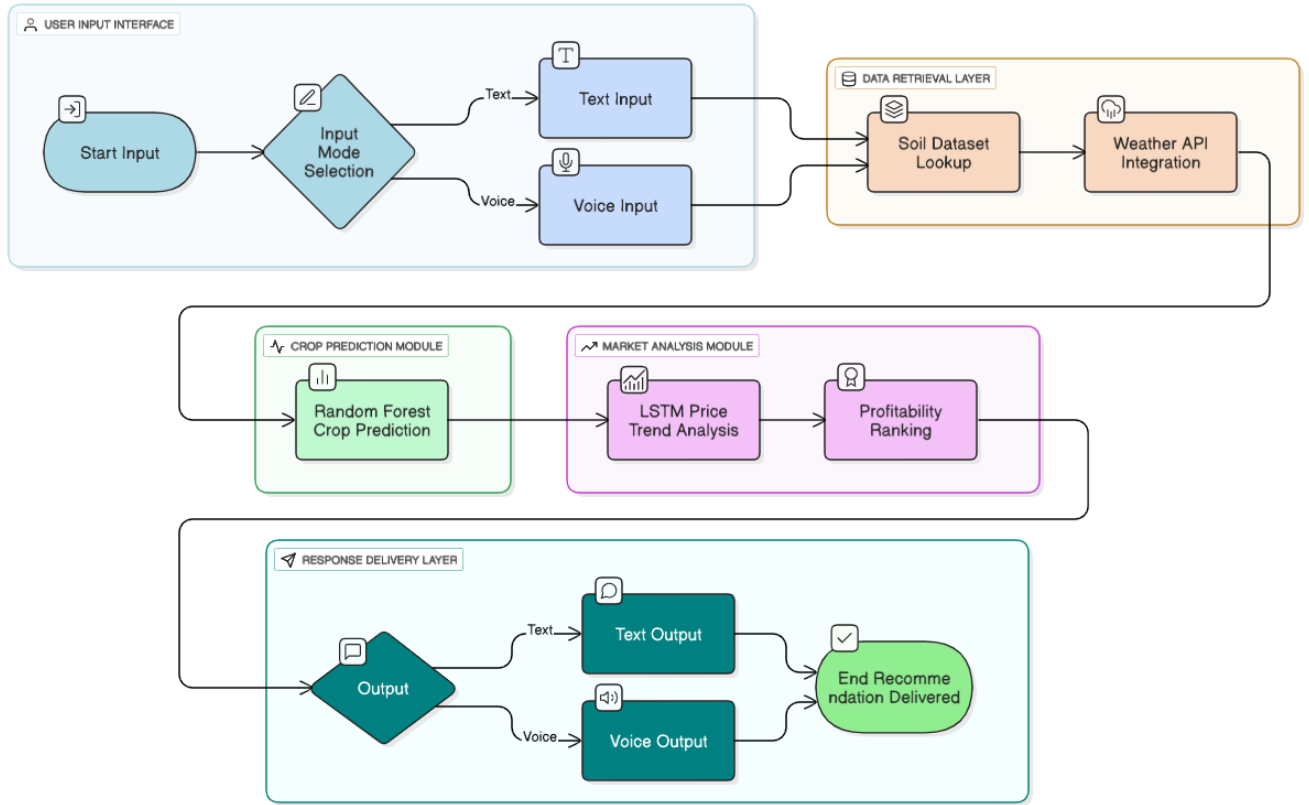 USER INPUT INTERFACE
Start Input
Input
Mode
Selection
Text
Text Input
Voice
Voice Input
DATA RETRIEVAL LAYER
Soil Dataset
Lookup
Weather API
Integration
CROP PREDICTION MODULE
Random Forest
Crop Prediction
MARKET ANALYSIS MODULE
LSTM Price
Trend Analysis
Profitability
Ranking
RESPONSE DELIVERY LAYER
Output
Text
Text Output
Voice
Voice Output
End Recomme
ndation Delivered